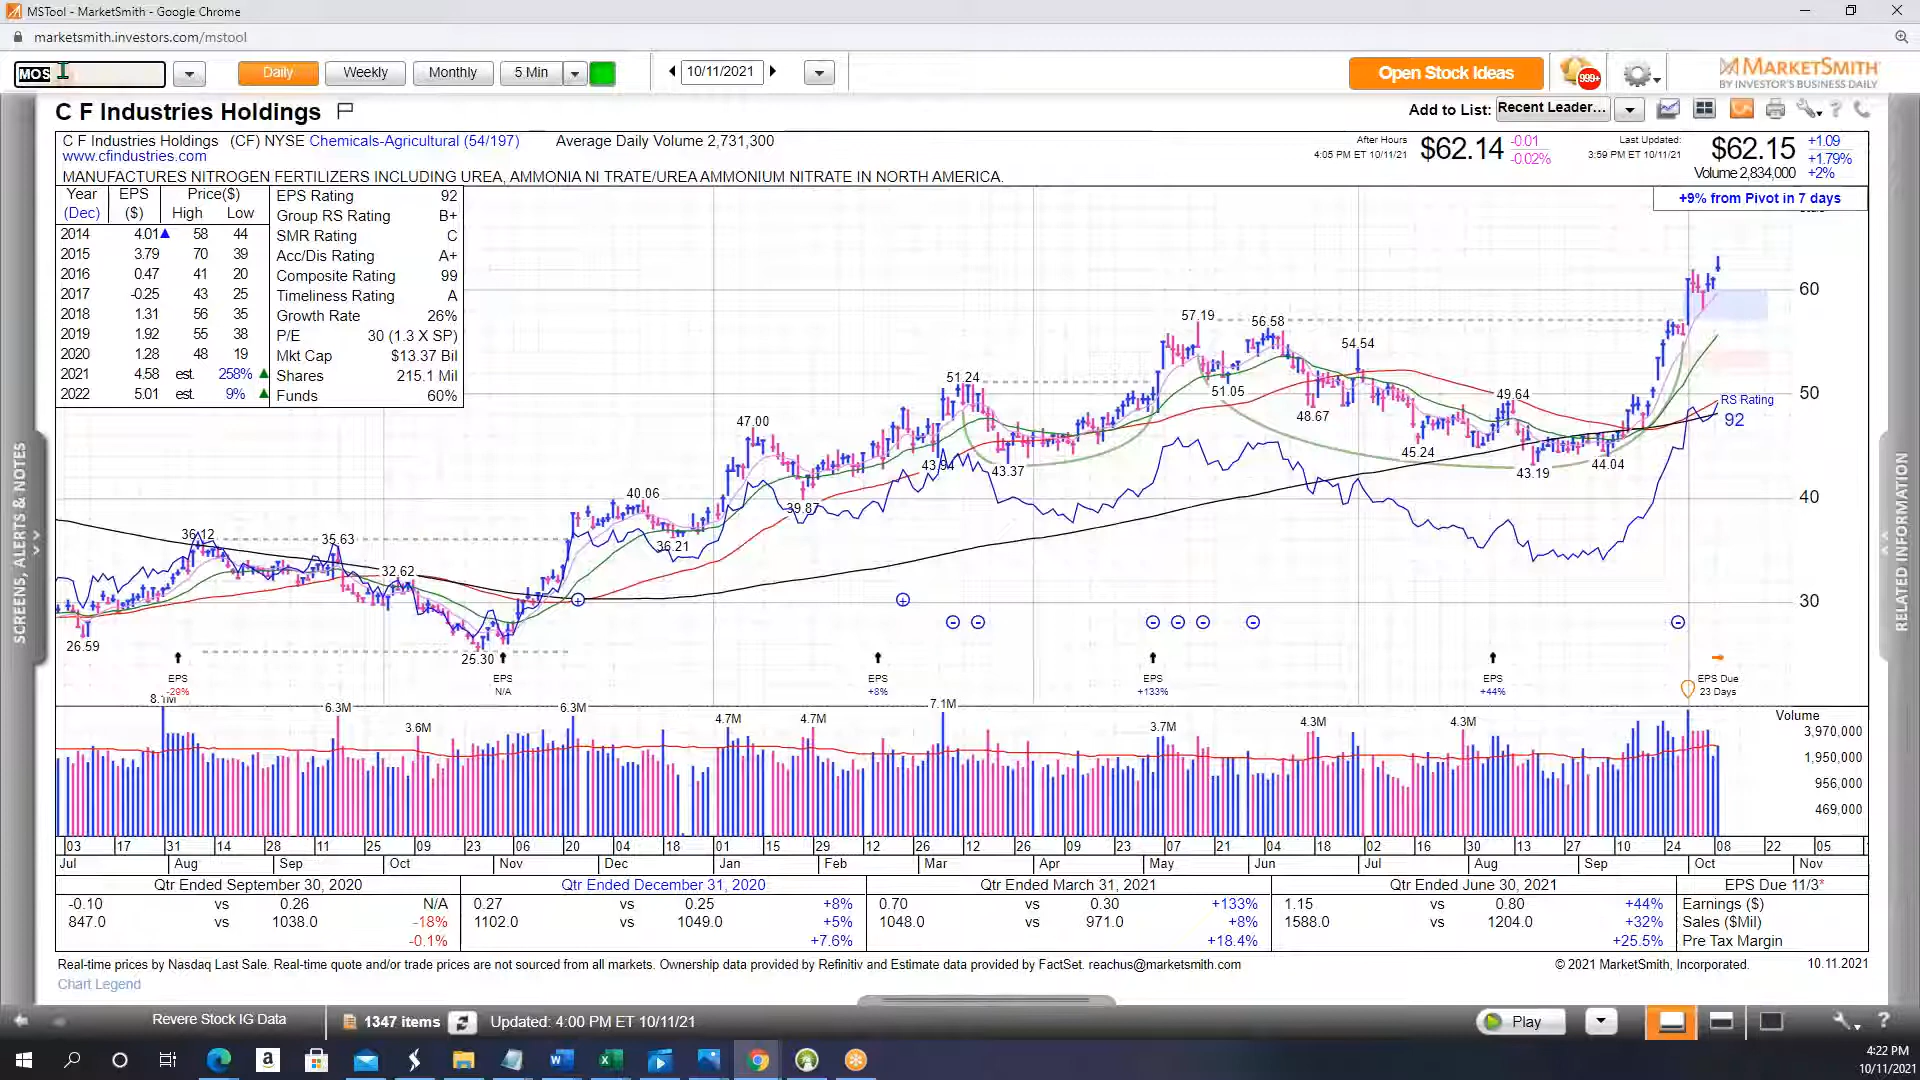 MSTool - MarketSmith - Google Chrome
marketsmith.investors.com/mstool
MOS
Daily
Weekly
Monthly
5 Min
10/11/2021
Open Stock Ideas
999+
MARKETSMITH
BY INVESTOR'S BUSINESS DAILY
C F Industries Holdings
Add to List:
Recent Leader...
C F Industries Holdings (CF) NYSE Chemicals-Agricultural (54/197) Average Daily Volume 2,731,300
www.cfindustries.com
After Hours
4:05 PM ET 10/11/21
$62.14
-0.01
-0.02%
Last Updated:
3:59 PM ET 10/11/21
$62.15
+1.09
+1.79%
Volume 2,834,000 +2%
MANUFACTURES NITROGEN FERTILIZERS INCLUDING UREA, AMMONIA NI TRATE/UREA AMMONIUM NITRATE IN NORTH AMERICA.
+9% from Pivot in 7 days
Year EPS Price($)
(Dec) ($) High Low
2014 4.01 58 44
2015 3.79 70 39
2016 0.47 41 20
2017 -0.25 43 25
2018 1.31 56 35
2019 1.92 55 38
2020 1.28 48 19
2021 4.58 est. 258%
2022 5.01 est. 9%
EPS Rating 92
Group RS Rating B+
SMR Rating C
Acc/Dis Rating A+
Composite Rating 99
Timeliness Rating A
Growth Rate 26%
P/E 30 (1.3 X SP)
Mkt Cap $13.37 Bil
Shares 215.1 Mil
Funds 60%
60
50
40
30
RS Rating
92
57.19
56.58
54.54
51.24
51.05
49.64
48.67
47.00
45.24
43.94
43.37
43.19
44.04
40.06
39.87
36.21
36.12
35.63
32.62
26.59
25.30
EPS
-29%
EPS
N/A
EPS
+8%
EPS
+133%
EPS
+44%
EPS Due
23 Days
6.3M
3.6M
6.3M
4.7M
4.7M
7.1M
3.7M
4.3M
4.3M
Volume
3,970,000
1,950,000
956,000
469,000
03 17 31 14 28 11 25 09 23 06 20 04 18 01 15 29 12 26 12 26 09 23 07 21 04 18 02 16 30 13 27 10 24 08 22 05
Jul Aug Sep Oct Nov Dec Jan Feb Mar Apr May Jun Jul Aug Sep Oct Nov
Qtr Ended September 30, 2020 Qtr Ended December 31, 2020 Qtr Ended March 31, 2021 Qtr Ended June 30, 2021 EPS Due 11/3*
-0.10 vs 0.26 N/A 0.27 vs 0.25 +8% 0.70 vs 0.30 +133% 1.15 vs 0.80 +44% Earnings ($)
847.0 vs 1038.0 -18% 1102.0 vs 1049.0 +5% 1048.0 vs 971.0 +8% 1588.0 vs 1204.0 +32% Sales ($Mil)
-0.1% +7.6% +18.4% +25.5% Pre Tax Margin
Real-time prices by Nasdaq Last Sale. Real-time quote and/or trade prices are not sourced from all markets. Ownership data provided by Refinitiv and Estimate data provided by FactSet. reachus@marketsmith.com
© 2021 MarketSmith, Incorporated.
10.11.2021
Chart Legend
SCREENS, ALERTS & NOTES
RELATED INFORMATION
Revere Stock IG Data
1347 items
Updated: 4:00 PM ET 10/11/21
Play
4:22 PM
10/11/2021